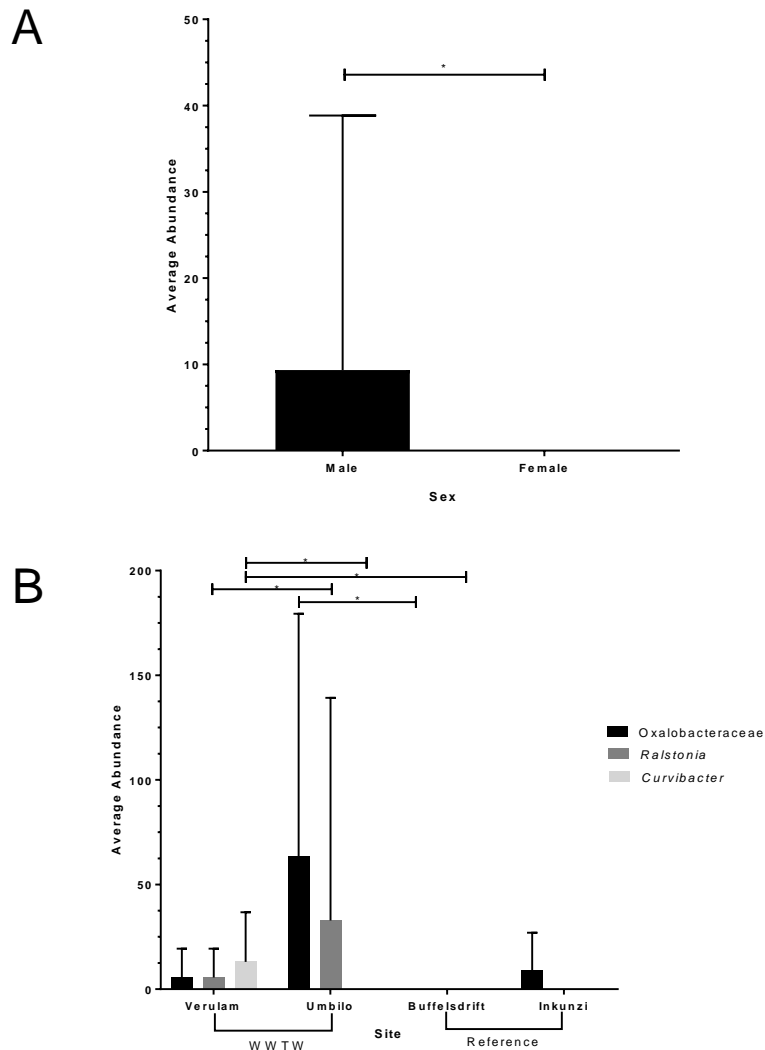 A
50
40
30
20
10
0
Average Abundance
*
Male Female
Sex
B
200
150
100
50
0
Average Abundance
*
*
*
*
Oxalobacteraceae
Ralstonia
Curvibacter
Verulam Umbilo Buffelsdrift Inkunzi
Site
WWTW
Reference